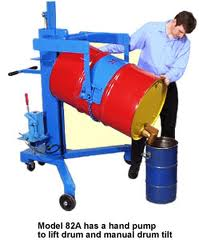 Model 82A has a hand pump
to lift drum and manual drum tilt